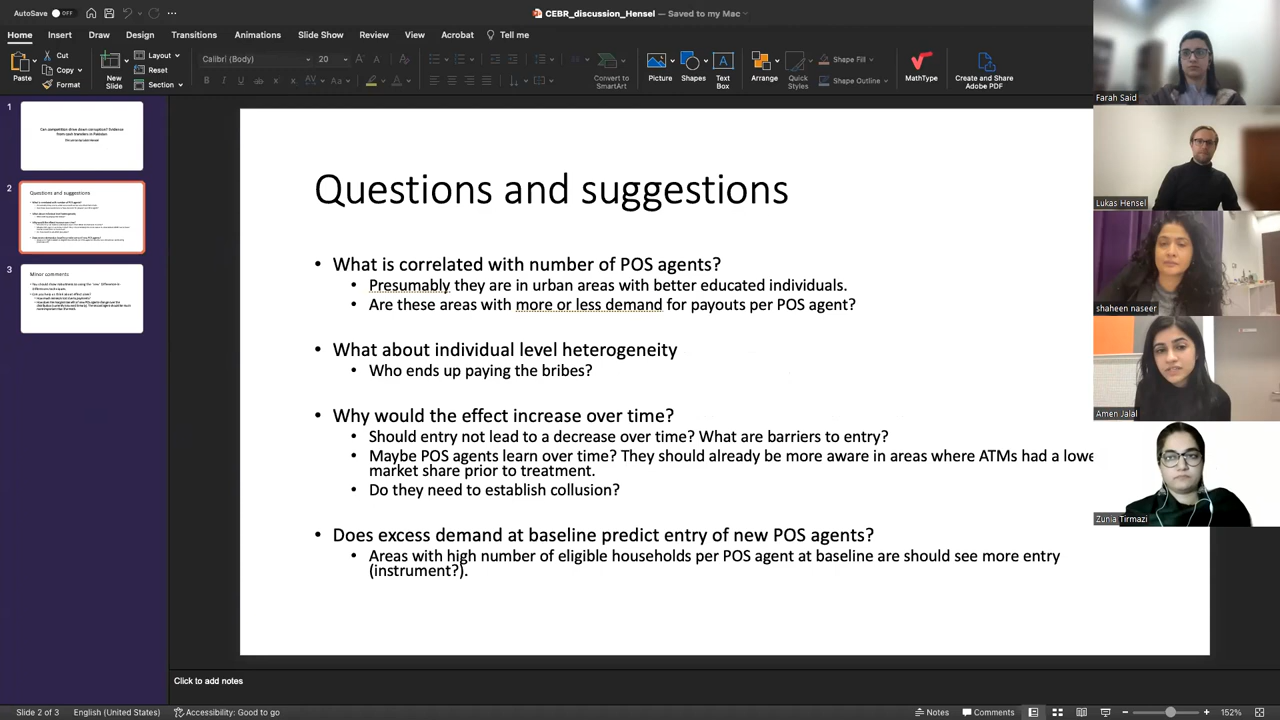 AutoSave OFF
CEBR_discussion_Hensel — Saved to my Mac
Home Insert Draw Design Transitions Animations Slide Show Review View Acrobat Tell me
Paste
Cut
Copy
Format
New
Slide
Layout
Reset
Section
Calibri (Body) 20
Convert to
SmartArt
Picture
Shapes
Text
Box
Arrange
Quick
Styles
Shape Fill
Shape Outline
MathType
Create and Share
Adobe PDF
1
2
Questions and suggestions
3
Minor comments
Questions and suggestions
• What is correlated with number of POS agents?
• Presumably they are in urban areas with better educated individuals.
• Are these areas with more or less demand for payouts per POS agent?
• What about individual level heterogeneity
• Who ends up paying the bribes?
• Why would the effect increase over time?
• Should entry not lead to a decrease over time? What are barriers to entry?
• Maybe POS agents learn over time? They should already be more aware in areas where ATMs had a lowe
market share prior to treatment.
• Do they need to establish collusion?
• Does excess demand at baseline predict entry of new POS agents?
• Areas with high number of eligible households per POS agent at baseline are should see more entry
(instrument?).
Farah Said
Lukas Hensel
shaheen naseer
Amen Jalal
Zunia Tirmazi
Click to add notes
Slide 2 of 3
English (United States)
Accessibility: Good to go
Notes
Comments
152%